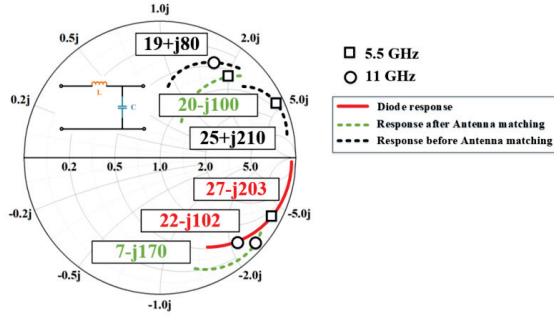 1.0j
0.5j
19+j80
2.0j
5.5 GHz
11 GHz
L
C
0.2j
20-j100
5.0j
25+j210
Diode response
Response after Antenna matching
Response before Antenna matching
0.2
0.5
1.0
2.0
5.0
27-j203
-0.2j
22-j102
-5.0j
7-j170
-0.5j
-2.0j
-1.0j